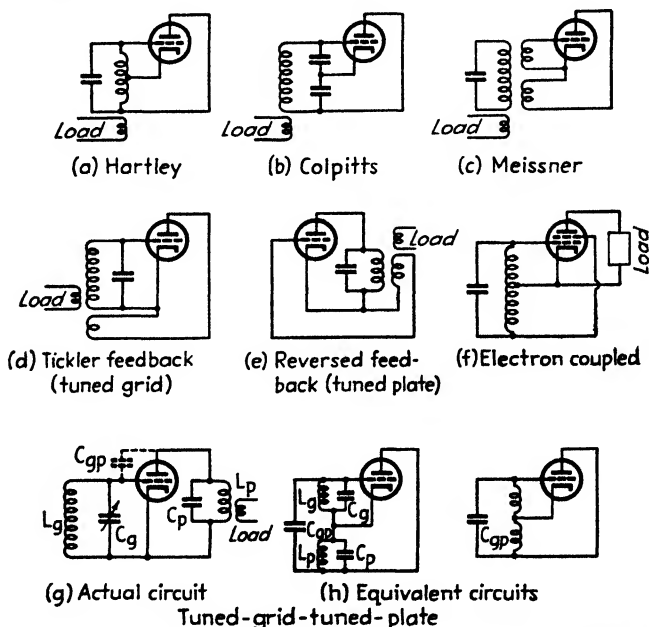 Load
Load
Load
(a) Hartley
(b) Colpitts
(c) Meissner
Load
Load
Load
(d) Tickler feedback
(tuned grid)
(e) Reversed feed-
back (tuned plate)
(f) Electron coupled
Cgp
Lg
Cg
Cp
Lp
Load
Lg
Cg
Cgp
Lp
Cp
Cgp
(g) Actual circuit
(h) Equivalent circuits
Tuned-grid-tuned-plate